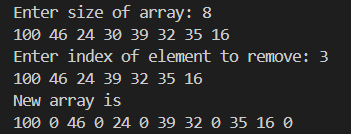 Enter size of array: 8
100 46 24 30 39 32 35 16
Enter index of element to remove: 3
100 46 24 39 32 35 16
New array is
100 0 46 0 24 0 39 32 0 35 16 0